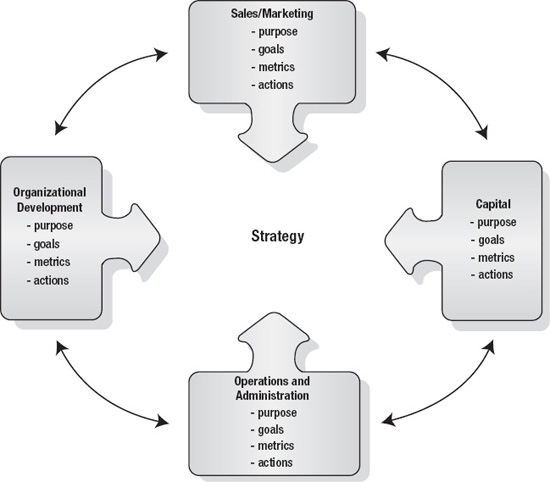 Sales/Marketing
- purpose
- goals
- metrics
- actions
Organizational
Development
- purpose
- goals
- metrics
- actions
Strategy
Capital
- purpose
- goals
- metrics
- actions
Operations and
Administration
- purpose
- goals
- metrics
- actions